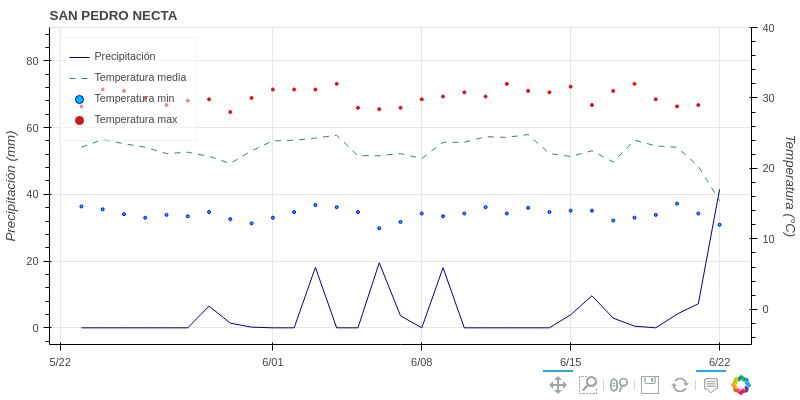 SAN PEDRO NECTA
Precipitación
Temperatura media
Temperatura min
Temperatura max
Precipitación (mm)
80
60
40
20
0
Temperatura (°C)
40
30
20
10
0
5/22 6/01 6/08 6/15 6/22